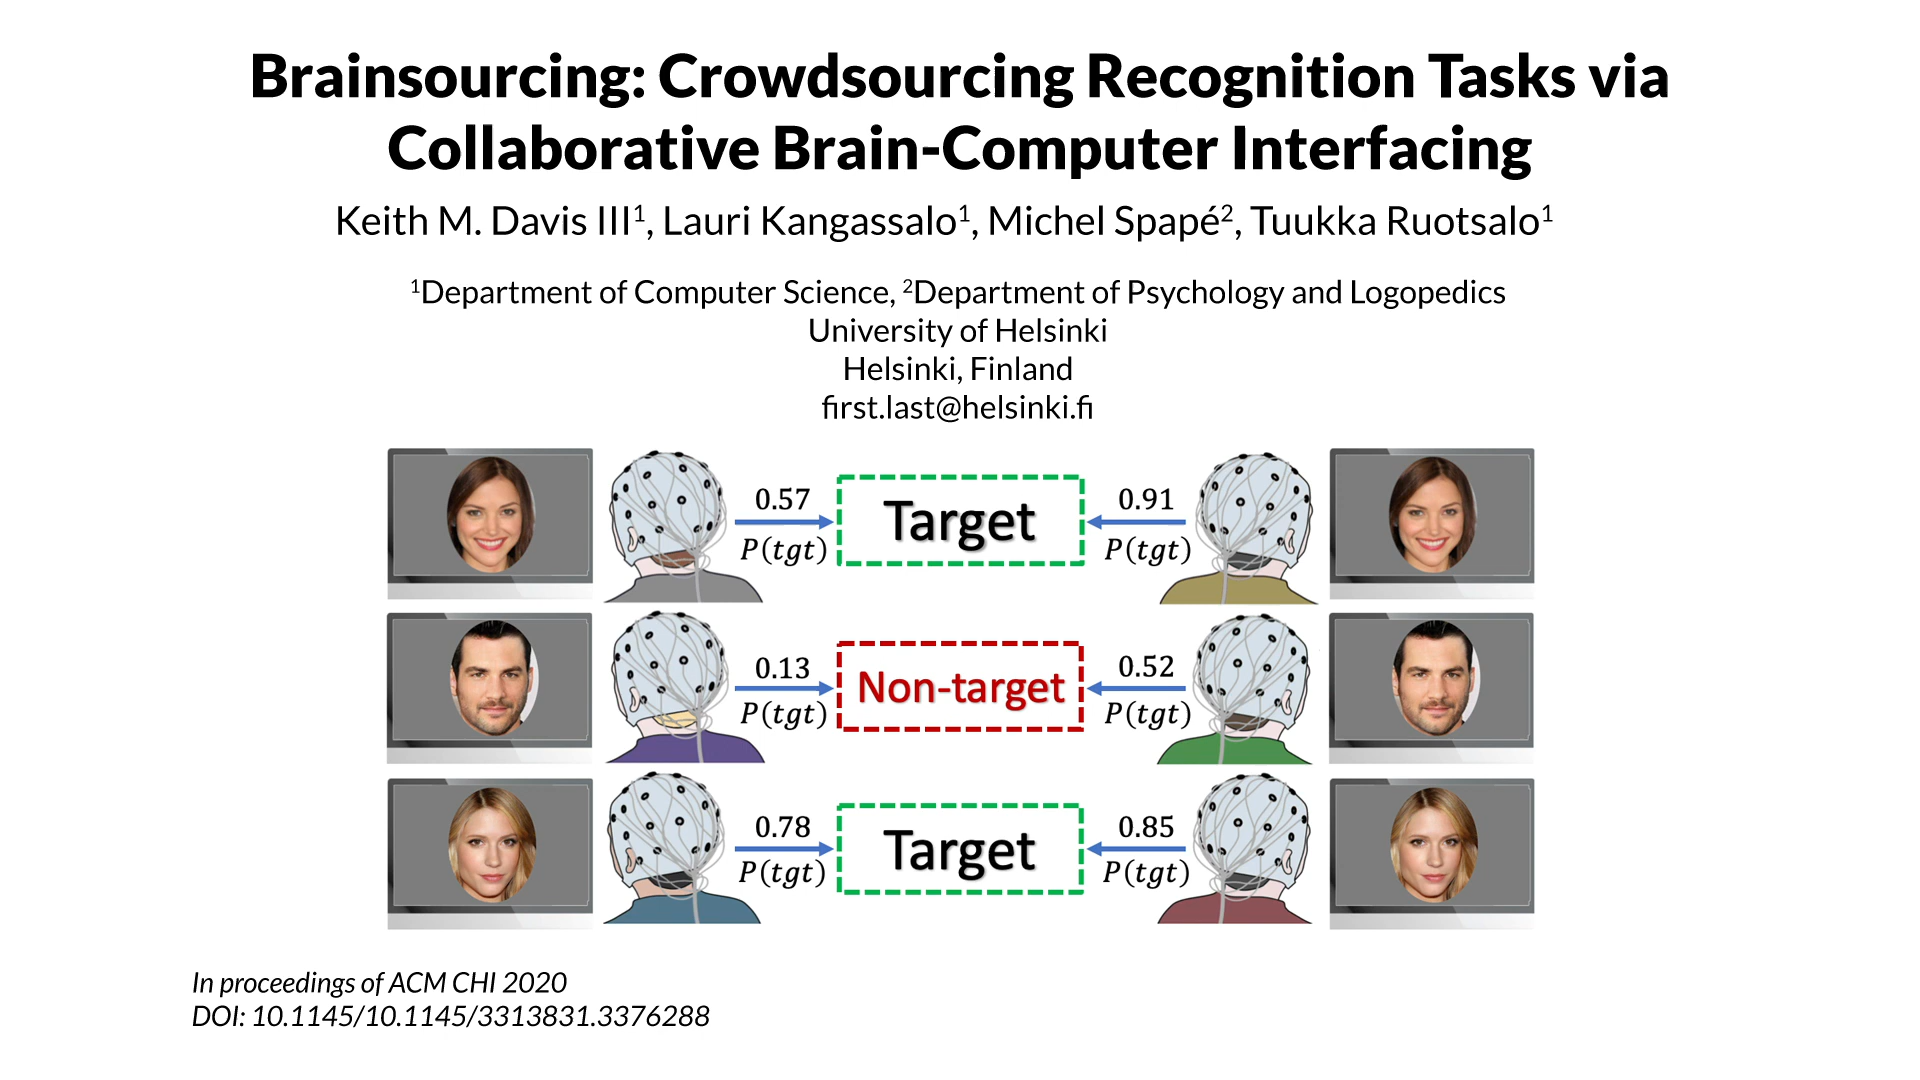 Brainsourcing: Crowdsourcing Recognition Tasks via
Collaborative Brain-Computer Interfacing
Keith M. Davis III¹, Lauri Kangassalo¹, Michel Spapé², Tuukka Ruotsalo¹
¹Department of Computer Science, ²Department of Psychology and Logopedics
University of Helsinki
Helsinki, Finland
first.last@helsinki.fi
0.57
P(tgt)
Target
0.91
P(tgt)
0.13
P(tgt)
Non-target
0.52
P(tgt)
0.78
P(tgt)
Target
0.85
P(tgt)
In proceedings of ACM CHI 2020
DOI: 10.1145/10.1145/3313831.3376288